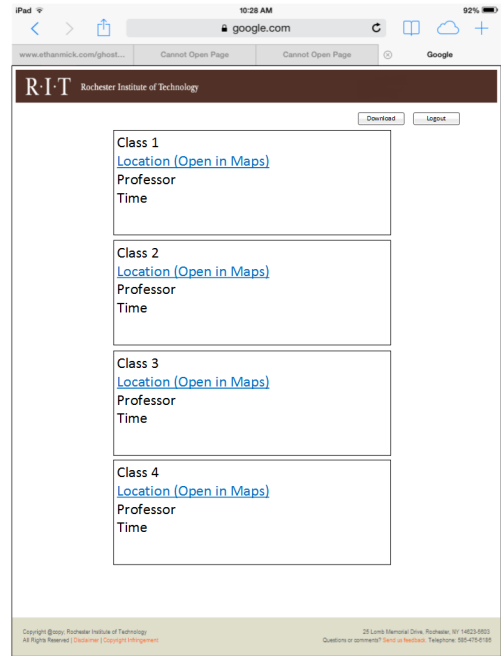 iPad 10:28 AM 92%
google.com
www.ethanmick.com/ghost... Cannot Open Page Cannot Open Page Google
R·I·T Rochester Institute of Technology
Download Logout
Class 1
Location (Open in Maps)
Professor
Time
Class 2
Location (Open in Maps)
Professor
Time
Class 3
Location (Open in Maps)
Professor
Time
Class 4
Location (Open in Maps)
Professor
Time
Copyright @copy; Rochester Institute of Technology 25 Lomb Memorial Drive, Rochester, NY 14623-5603
All Rights Reserved | Disclaimer | Copyright Infringement Questions or comments? Send us feedback. Telephone: 585-475-5185